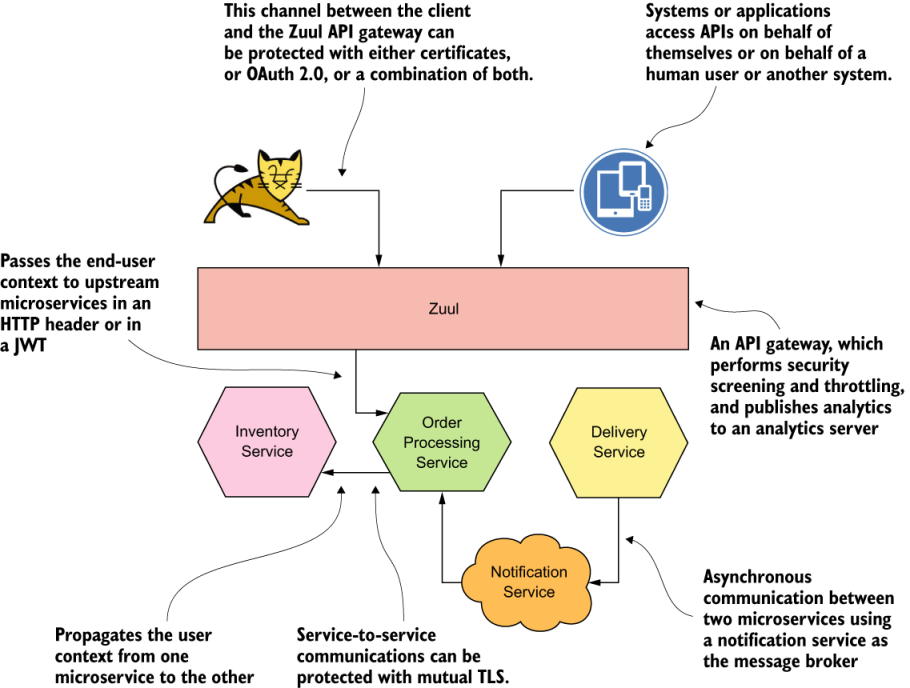 This channel between the client
and the Zuul API gateway can
be protected with either certificates,
or OAuth 2.0, or a combination of both.
Systems or applications
access APIs on behalf of
themselves or on behalf of a
human user or another system.
Passes the end-user
context to upstream
microservices in an
HTTP header or in
a JWT
Zuul
An API gateway, which
performs security
screening and throttling,
and publishes analytics
to an analytics server
Inventory
Service
Order
Processing
Service
Delivery
Service
Notification
Service
Asynchronous
communication between
two microservices using
a notification service as
the message broker
Propagates the user
context from one
microservice to the other
Service-to-service
communications can be
protected with mutual TLS.